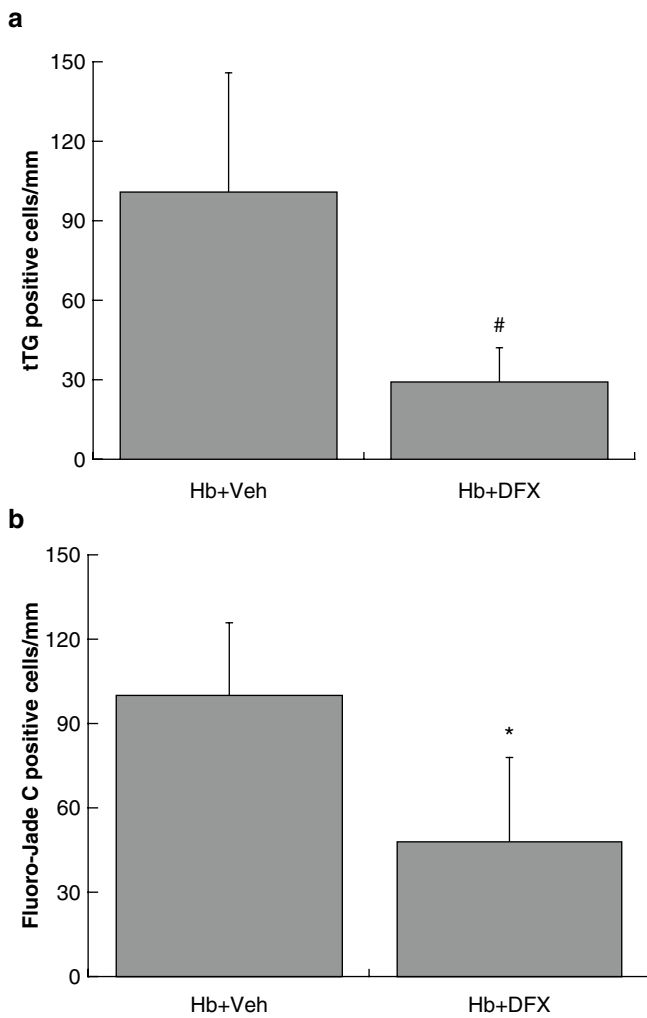 a
150
120
90
60
30
0
tTG positive cells/mm
#
Hb+Veh
Hb+DFX
b
150
120
90
60
30
0
Fluoro-Jade C positive cells/mm
*
Hb+Veh
Hb+DFX